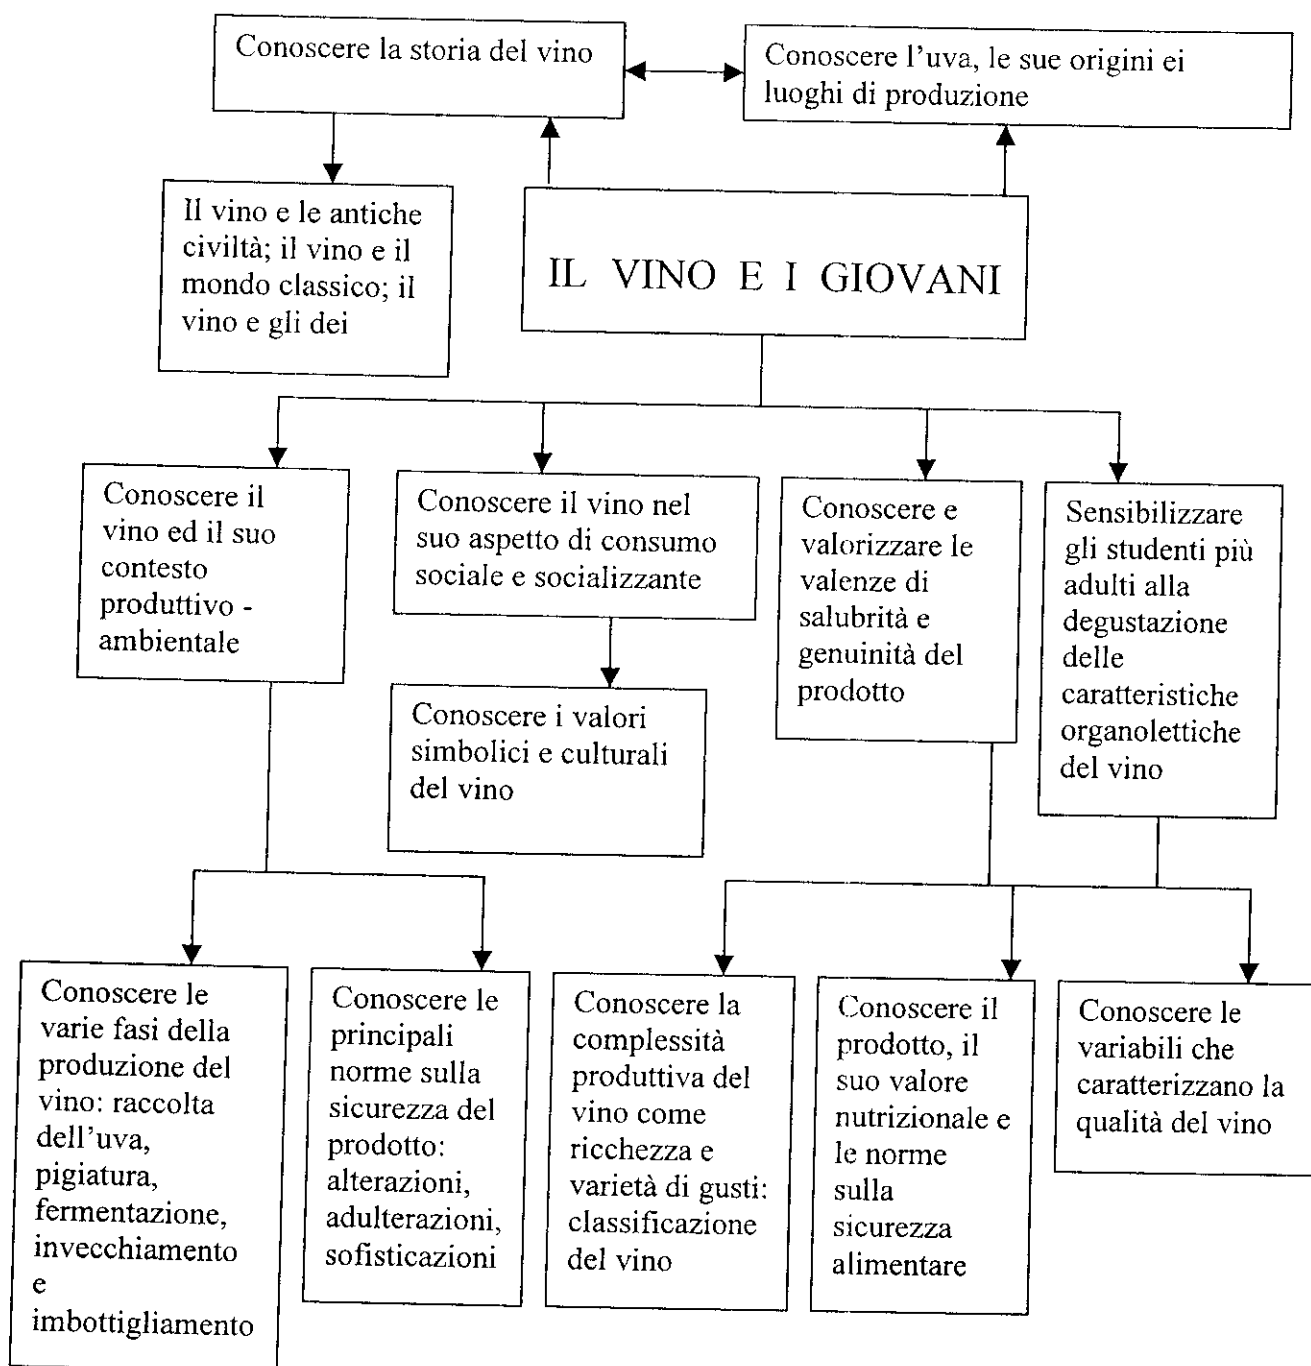 Conoscere la storia del vino
Conoscere l'uva, le sue origini ei
luoghi di produzione
Il vino e le antiche
civiltà; il vino e il
mondo classico; il
vino e gli dei
IL VINO E I GIOVANI
Conoscere il
vino ed il suo
contesto
produttivo -
ambientale
Conoscere il vino nel
suo aspetto di consumo
sociale e socializzante
Conoscere e
valorizzare le
valenze di
salubrità e
genuinità del
prodotto
Sensibilizzare
gli studenti più
adulti alla
degustazione
delle
caratteristiche
organolettiche
del vino
Conoscere i valori
simbolici e culturali
del vino
Conoscere le
varie fasi della
produzione del
vino: raccolta
dell'uva,
pigiatura,
fermentazione,
invecchiamento
e
imbottigliamento
Conoscere le
principali
norme sulla
sicurezza del
prodotto:
alterazioni,
adulterazioni,
sofisticazioni
Conoscere la
complessità
produttiva del
vino come
ricchezza e
varietà di gusti:
classificazione
del vino
Conoscere il
prodotto, il
suo valore
nutrizionale e
le norme
sulla
sicurezza
alimentare
Conoscere le
variabili che
caratterizzano la
qualità del vino